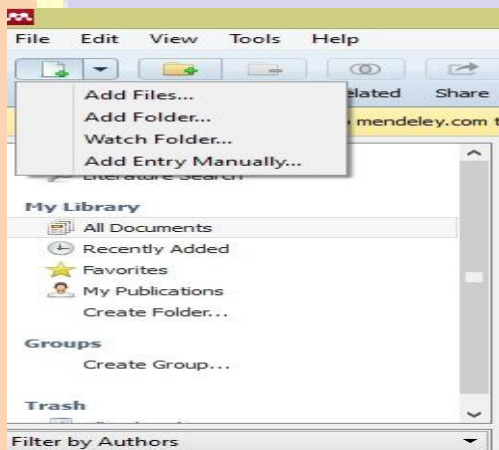 File Edit View Tools Help
Add Files...
elated Share
Add Folder...
mendeley.com t
Watch Folder...
Add Entry Manually...
Literature Search
My Library
All Documents
Recently Added
Favorites
My Publications
Create Folder...
Groups
Create Group...
Trash
Filter by Authors